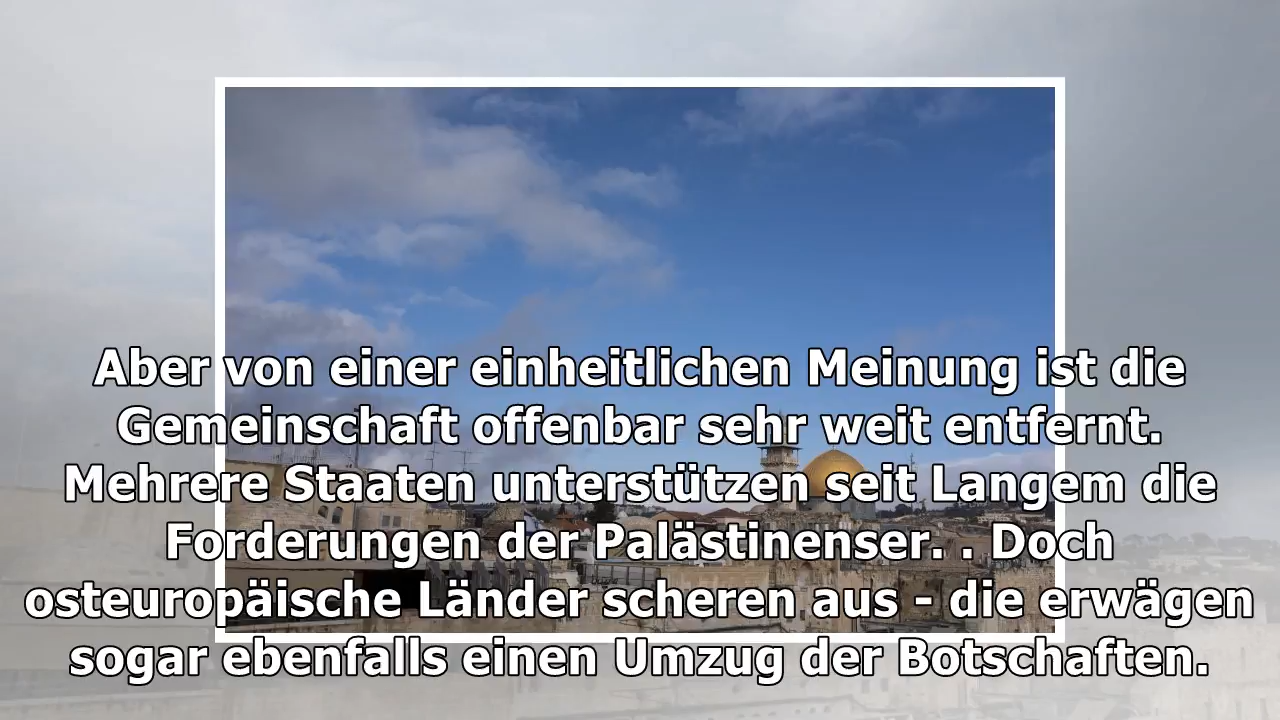 Aber von einer einheitlichen Meinung ist die
Gemeinschaft offenbar sehr weit entfernt.
Mehrere Staaten unterstützen seit Langem die
Forderungen der Palästinenser. . Doch
osteuropäische Länder scheren aus - die erwägen
sogar ebenfalls einen Umzug der Botschaften.